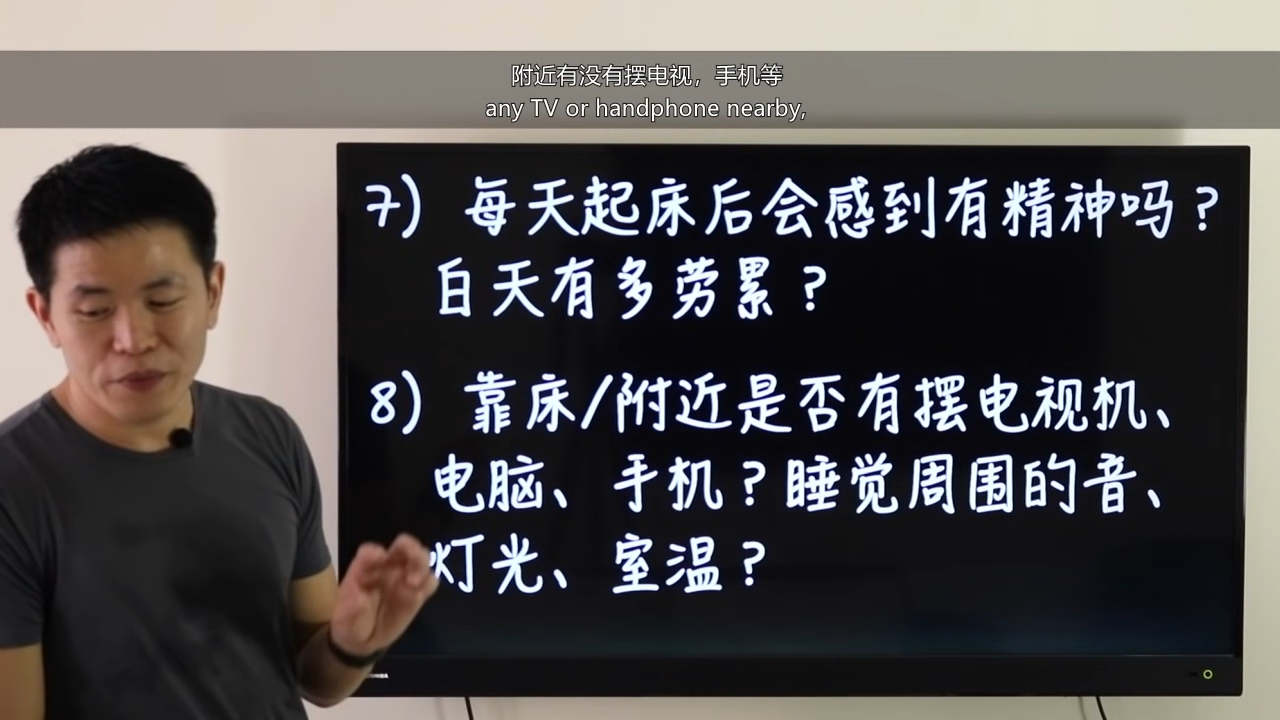 附近有没有摆电视，手机等
any TV or handphone nearby,
7) 每天起床后会感到有精神吗？
白天有多劳累？
8) 靠床/附近是否有摆电视机、
电脑、手机？睡觉周围的音、
灯光、室温？